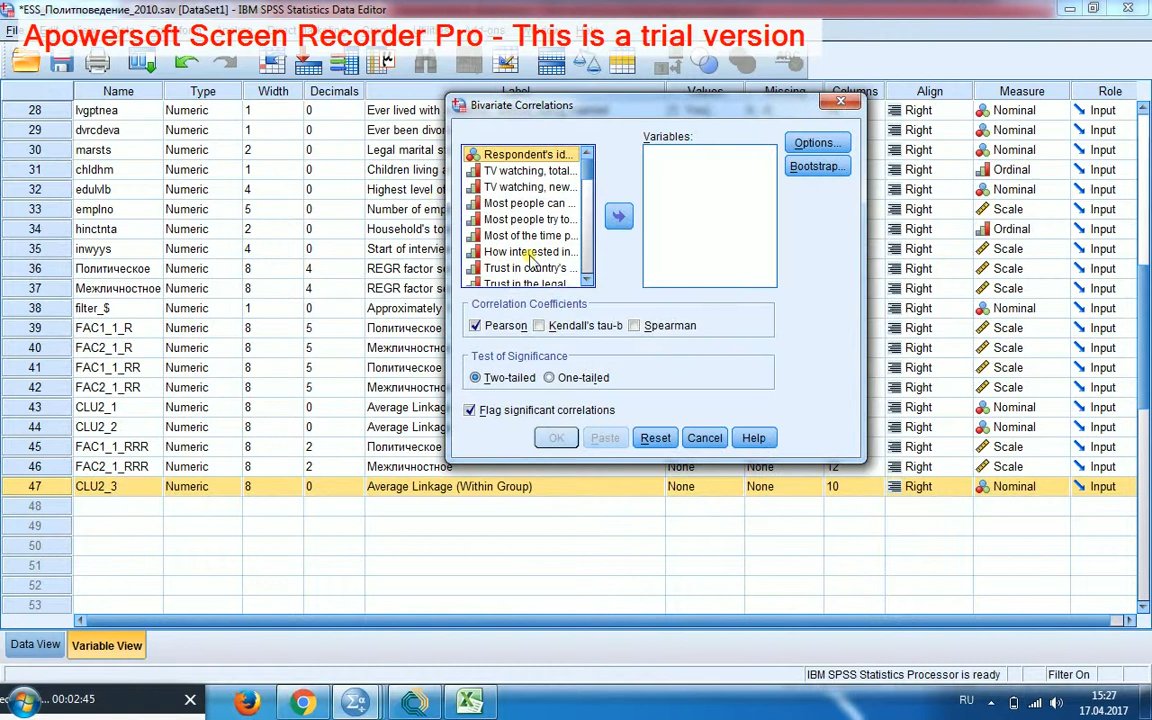 *ESS_Политповедение_2010.sav [DataSet1] - IBM SPSS Statistics Data Editor
Apowersoft Screen Recorder Pro - This is a trial version
Name Type Width Decimals Label Values Missing Columns Align Measure Role
28 lvgptnea Numeric 1 0 Ever lived with Right Nominal Input
29 dvrcdeva Numeric 1 0 Ever been divor Right Nominal Input
30 marsts Numeric 2 0 Legal marital st Right Nominal Input
31 chldhm Numeric 1 0 Children living a Right Ordinal Input
32 edulvlb Numeric 4 0 Highest level of Right Nominal Input
33 emplno Numeric 5 0 Number of emp Right Scale Input
34 hinctnta Numeric 2 0 Household's tot Right Ordinal Input
35 inwyys Numeric 4 0 Start of intervie Right Scale Input
36 Политическое Numeric 8 4 REGR factor se Right Scale Input
37 Межличностное Numeric 8 4 REGR factor se Right Scale Input
38 filter_$ Numeric 1 0 Approximately Right Nominal Input
39 FAC1_1_R Numeric 8 5 Политическое Right Scale Input
40 FAC2_1_R Numeric 8 5 Межличностное Right Scale Input
41 FAC1_1_RR Numeric 8 5 Политическое Right Scale Input
42 FAC2_1_RR Numeric 8 5 Межличностное Right Scale Input
43 CLU2_1 Numeric 8 0 Average Linkag Right Nominal Input
44 CLU2_2 Numeric 8 0 Average Linkag Right Nominal Input
45 FAC1_1_RRR Numeric 8 2 Политическое Right Scale Input
46 FAC2_1_RRR Numeric 8 2 Межличностное None None 12 Right Scale Input
47 CLU2_3 Numeric 8 0 Average Linkage (Within Group) None None 10 Right Nominal Input
48
49
50
51
52
53
Bivariate Correlations
Variables:
Respondent's id...
TV watching, total...
TV watching, new...
Most people can ...
Most people try to...
Most of the time p...
How interested in...
Trust in country's ...
Trust in the legal
Options...
Bootstrap...
Correlation Coefficients
Pearson Kendall's tau-b Spearman
Test of Significance
Two-tailed One-tailed
Flag significant correlations
OK Paste Reset Cancel Help
Data View Variable View
IBM SPSS Statistics Processor is ready Filter On
00:02:45
RU
15:27
17.04.2017